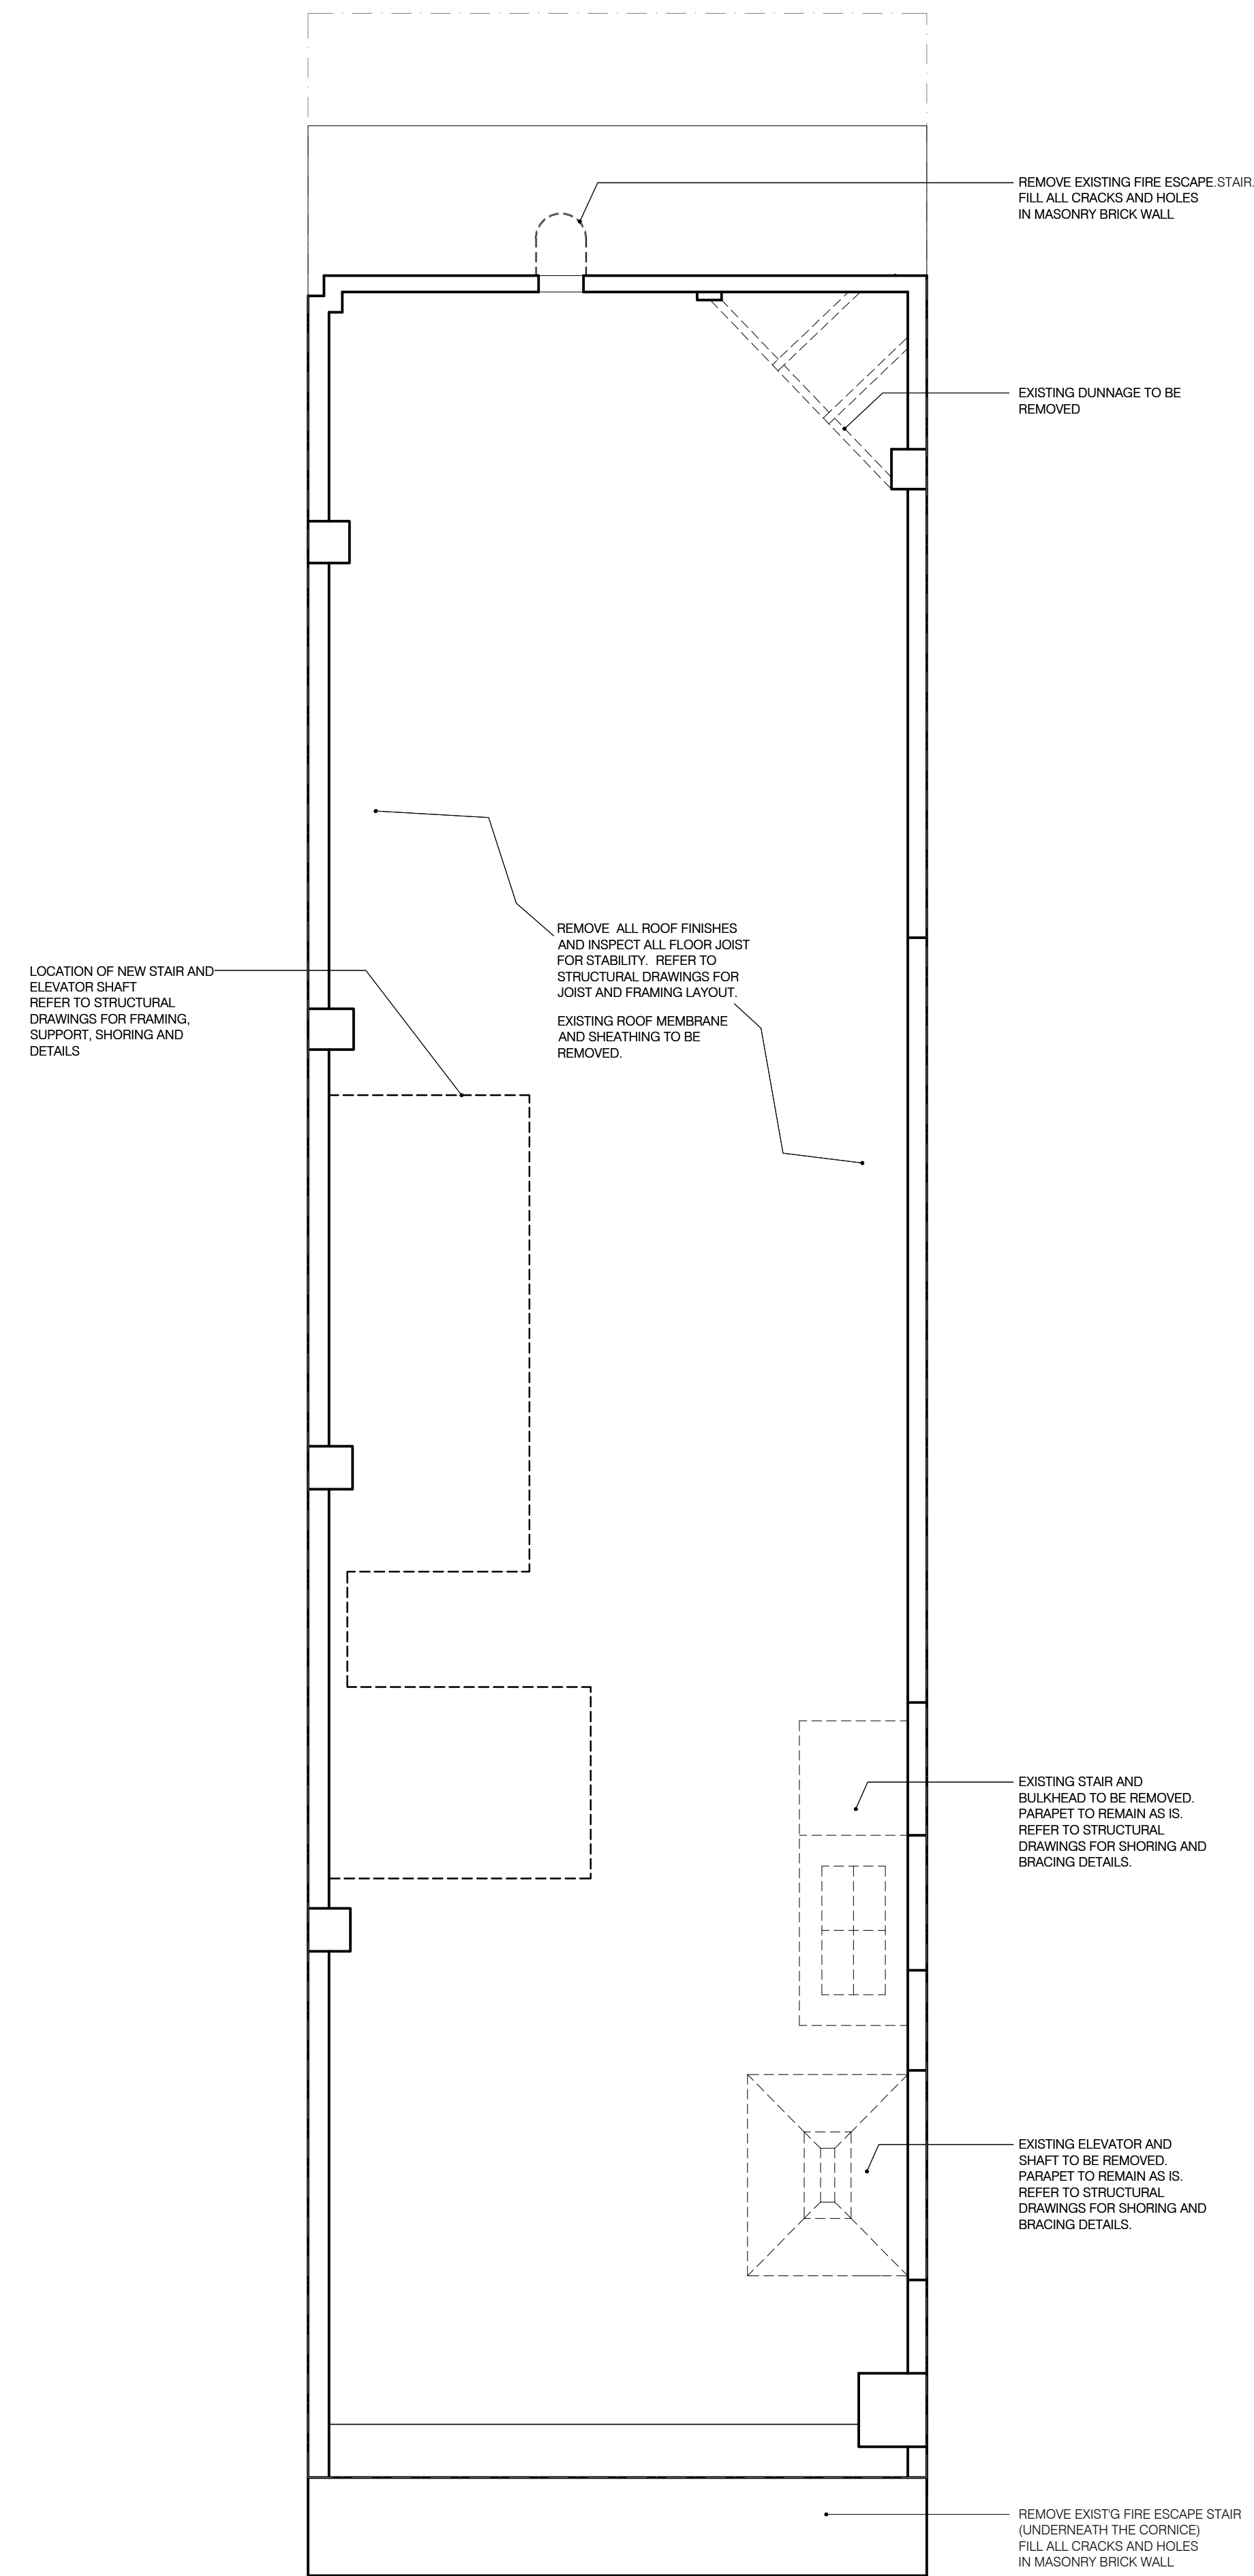 REMOVE EXISTING FIRE ESCAPE.STAIR.
FILL ALL CRACKS AND HOLES
IN MASONRY BRICK WALL
EXISTING DUNNAGE TO BE
REMOVED
REMOVE ALL ROOF FINISHES
AND INSPECT ALL FLOOR JOIST
FOR STABILITY. REFER TO
STRUCTURAL DRAWINGS FOR
JOIST AND FRAMING LAYOUT.
EXISTING ROOF MEMBRANE
AND SHEATHING TO BE
REMOVED.
LOCATION OF NEW STAIR AND
ELEVATOR SHAFT
REFER TO STRUCTURAL
DRAWINGS FOR FRAMING,
SUPPORT, SHORING AND
DETAILS
EXISTING STAIR AND
BULKHEAD TO BE REMOVED.
PARAPET TO REMAIN AS IS.
REFER TO STRUCTURAL
DRAWINGS FOR SHORING AND
BRACING DETAILS.
EXISTING ELEVATOR AND
SHAFT TO BE REMOVED.
PARAPET TO REMAIN AS IS.
REFER TO STRUCTURAL
DRAWINGS FOR SHORING AND
BRACING DETAILS.
REMOVE EXIST'G FIRE ESCAPE STAIR
(UNDERNEATH THE CORNICE)
FILL ALL CRACKS AND HOLES
IN MASONRY BRICK WALL